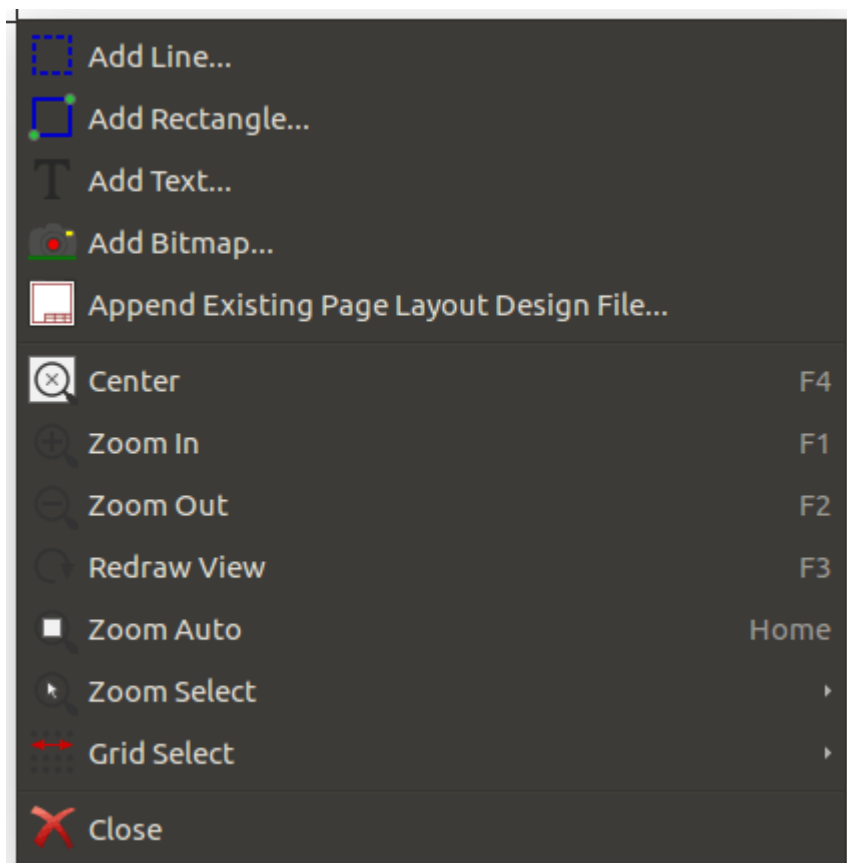 Add Line...
Add Rectangle...
Add Text...
Add Bitmap...
Append Existing Page Layout Design File...
Center F4
Zoom In F1
Zoom Out F2
Redraw View F3
Zoom Auto Home
Zoom Select
Grid Select
Close